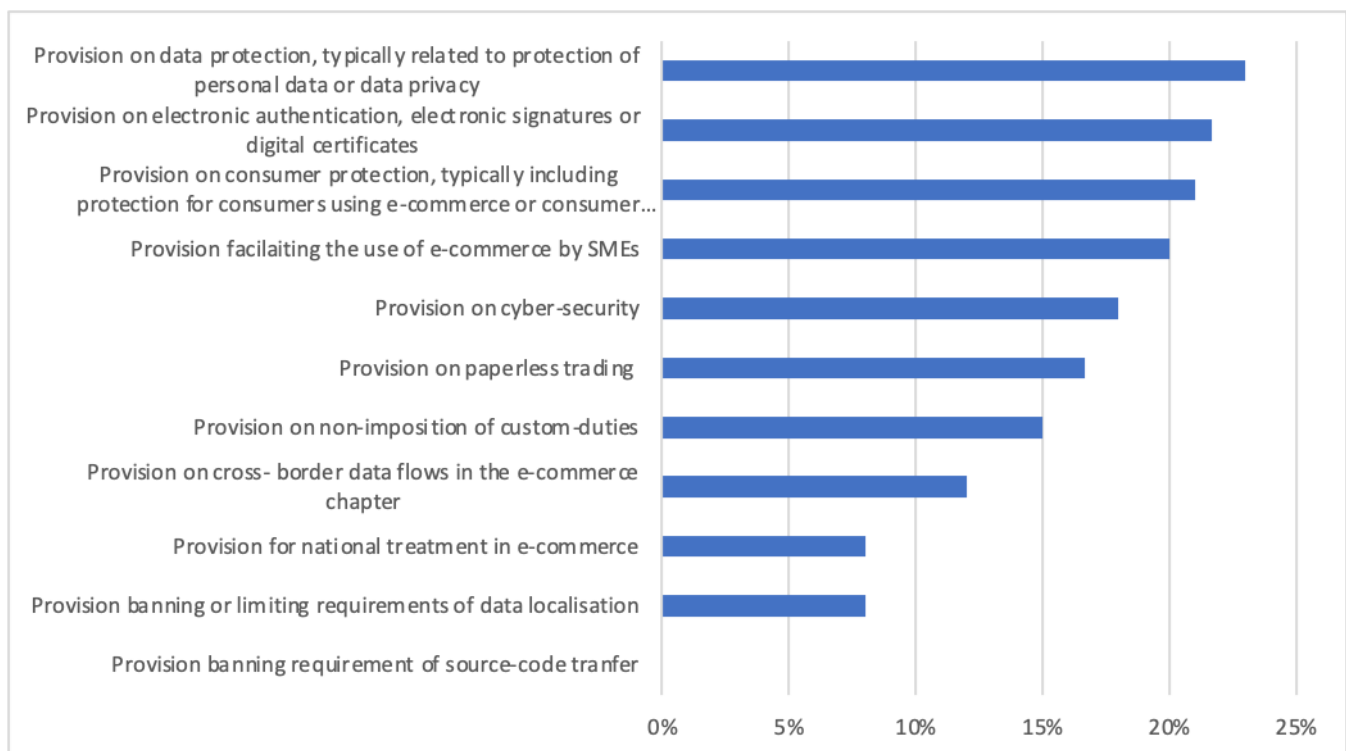 Provision on data protection, typically related to protection of
personal data or data privacy
Provision on electronic authentication, electronic signatures or
digital certificates
Provision on consumer protection, typically including
protection for consumers using e-commerce or consumer...
Provision facilaiting the use of e-commerce by SMEs
Provision on cyber-security
Provision on paperless trading
Provision on non-imposition of custom-duties
Provision on cross- border data flows in the e-commerce
chapter
Provision for national treatment in e-commerce
Provision banning or limiting requirements of data localisation
Provision banning requirement of source-code tranfer
0% 5% 10% 15% 20% 25%